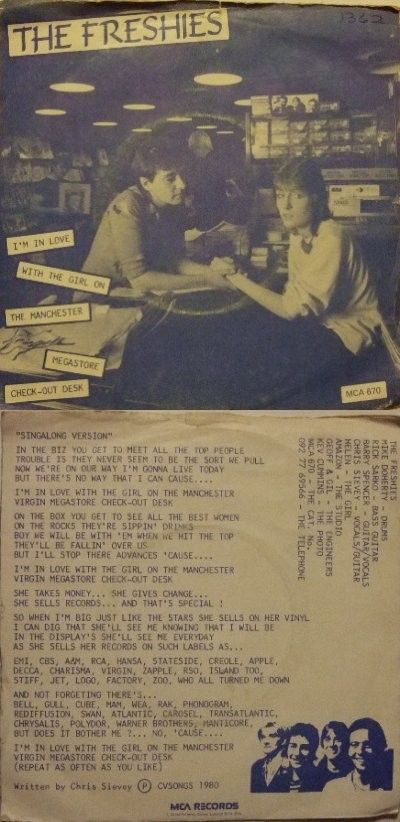 THE FRESHIES
1362
I'M IN LOVE
WITH THE GIRL ON
THE MANCHESTER
MEGASTORE
CHECK-OUT DESK
MCA 670
"SINGALONG VERSION"
IN THE BIZ YOU GET TO MEET ALL THE TOP PEOPLE
TROUBLE IS THEY NEVER SEEM TO BE THE SORT WE PULL
NOW WE'RE ON OUR WAY I'M GONNA LIVE TODAY
BUT THERE'S NO WAY THAT I CAN CAUSE....
I'M IN LOVE WITH THE GIRL ON THE MANCHESTER
VIRGIN MEGASTORE CHECK-OUT DESK
ON THE BOX YOU GET TO SEE ALL THE BEST WOMEN
ON THE ROCKS THEY'RE SIPPIN' DRINKS
BOY WE WILL BE WITH 'EM WHEN WE HIT THE TOP
THEY'LL BE FALLIN' OVER US
BUT I'LL STOP THERE ADVANCES 'CAUSE....
I'M IN LOVE WITH THE GIRL ON THE MANCHESTER
VIRGIN MEGASTORE CHECK-OUT DESK
SHE TAKES MONEY... SHE GIVES CHANGE...
SHE SELLS RECORDS... AND THAT'S SPECIAL !
SO WHEN I'M BIG JUST LIKE THE STARS SHE SELLS ON HER VINYL
I CAN DIG THAT SHE'LL SEE ME KNOWING THAT I WILL BE
IN THE DISPLAY'S SHE'LL SEE ME EVERYDAY
AS SHE SELLS HER RECORDS ON SUCH LABELS AS...
EMI, CBS, A&M, RCA, HANSA, STATESIDE, CREOLE, APPLE,
DECCA, CHARISMA, VIRGIN, ZAPPLE, RSO, ISLAND TOO,
STIFF, JET, LOGO, FACTORY, ZOO, WHO ALL TURNED ME DOWN
AND NOT FORGETING THERE'S...
BELL, GULL, CUBE, MAM, WEA, RAK, PHONOGRAM,
REDIFFUSION, SWAN, ATLANTIC, CAROSEL, TRANSATLANTIC,
CHRYSALIS, POLYDOR, WARNER BROTHERS, MANTICORE,
BUT DOES IT BOTHER ME ?... NO, 'CAUSE....
I'M IN LOVE WITH THE GIRL ON THE MANCHESTER
VIRGIN MEGASTORE CHECK-OUT DESK
(REPEAT AS OFTEN AS YOU LIKE)
Written by Chris Sievey Ⓟ CVSONGS 1980
THE FRESHIES
MIKE DOHERTY - DRUMS
RICK SARKO - BASS GUITAR
BARRY SPENCER - GUITAR/VOCALS
CHRIS SIEVEY - VOCALS/GUITAR
HELEN - THE GIRL
AMAZON - THE STUDIO
GEOFF & GIL - THE ENGINEERS
KEV CUMMINS - THE PHOTO
MCA 670 - THE CAT. No.
092 77 69566 - THE TELEPHONE
MCA RECORDS